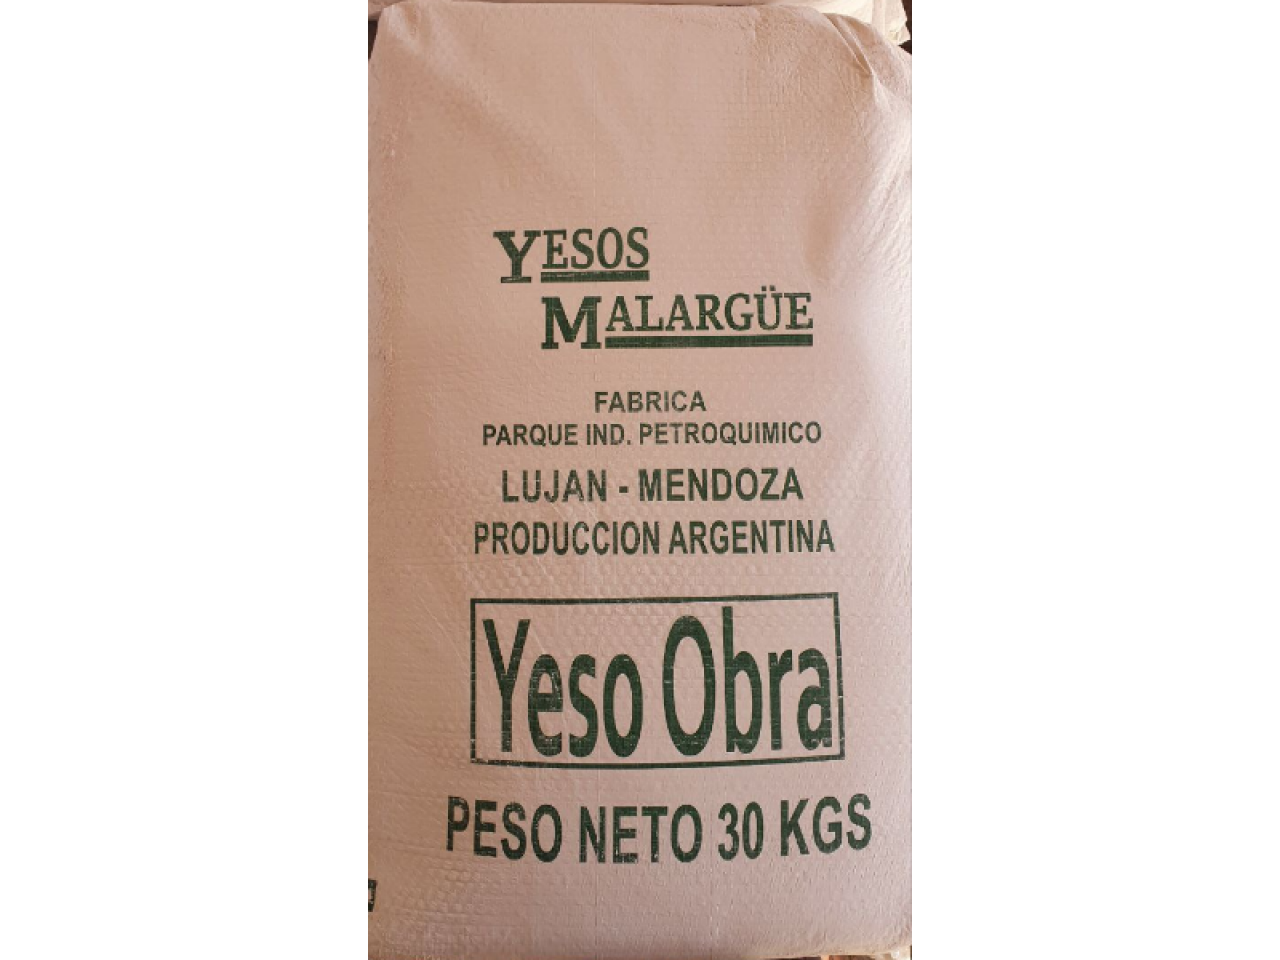 YESOS
MALARGÜE
FABRICA
PARQUE IND. PETROQUIMICO
LUJAN - MENDOZA
PRODUCCION ARGENTINA
Yeso Obra
PESO NETO 30 KGS